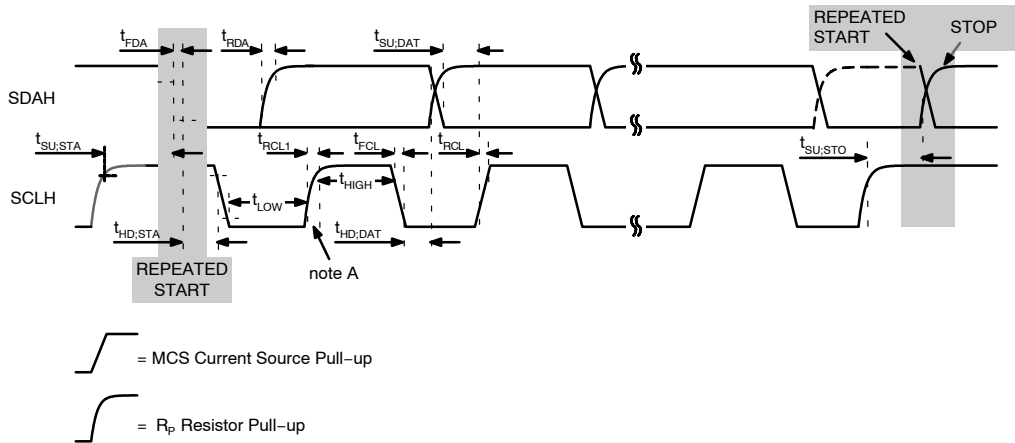 REPEATED
START
STOP
tFDA
tRDA
tSU;DAT
SDAH
tSU;STA
tRCL1
tFCL
tRCL
tSU;STO
SCLH
tLOW
tHIGH
tHD;STA
tHD;DAT
REPEATED
START
note A
= MCS Current Source Pull−up
= RP Resistor Pull−up